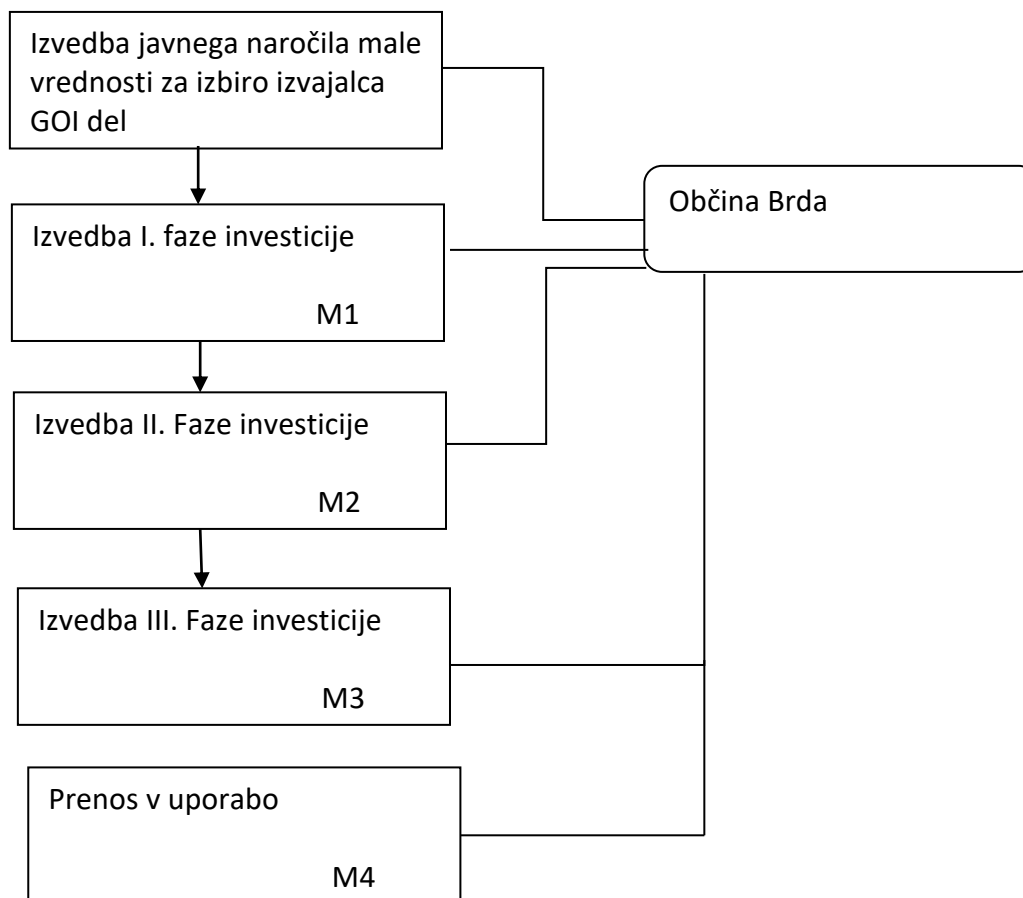 Izvedba javnega naročila male
vrednosti za izbiro izvajalca
GOI del
Občina Brda
Izvedba I. faze investicije
M1
Izvedba II. Faze investicije
M2
Izvedba III. Faze investicije
M3
Prenos v uporabo
M4